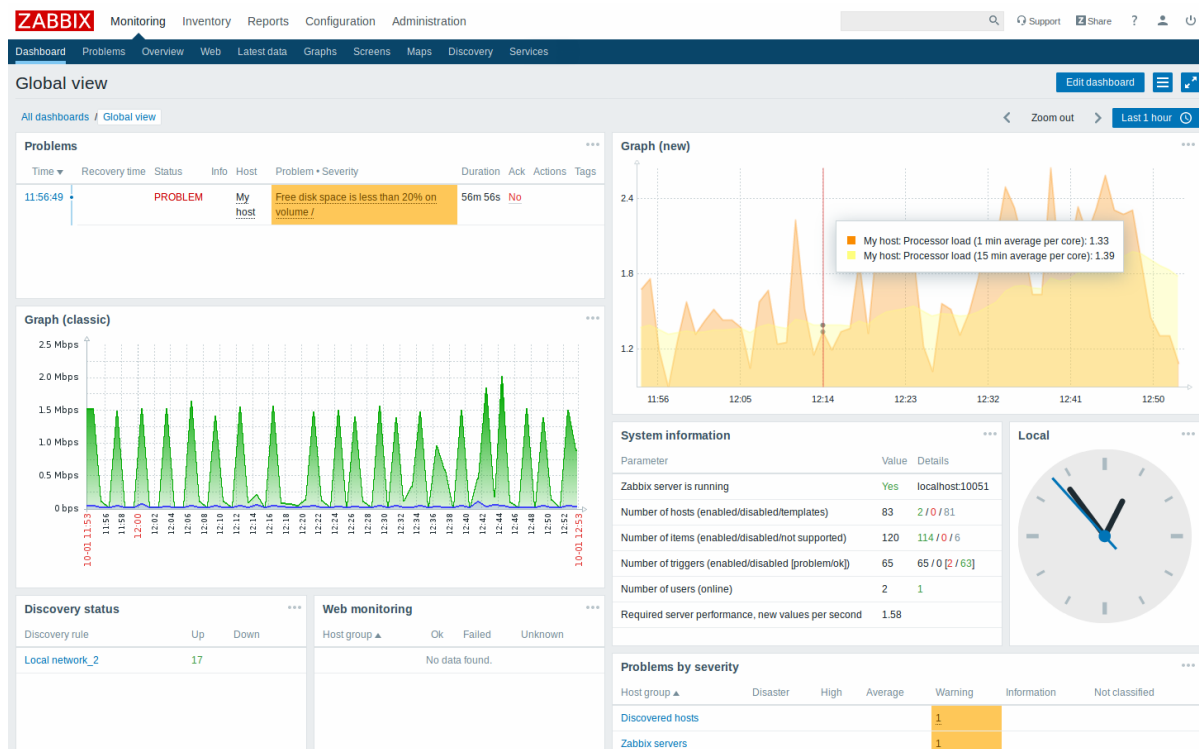 ZABBIX Monitoring Inventory Reports Configuration Administration Support Z Share ?
Dashboard Problems Overview Web Latest data Graphs Screens Maps Discovery Services
Global view Edit dashboard
All dashboards / Global view Zoom out Last 1 hour
Problems
Time ▼ Recovery time Status Info Host Problem • Severity Duration Ack Actions Tags
11:56:49 PROBLEM My host Free disk space is less than 20% on volume / 56m 56s No
Graph (classic)
2.5 Mbps
2.0 Mbps
1.5 Mbps
1.0 Mbps
0.5 Mbps
0 bps
10-01 11:53 11:56 11:58 12:00 12:02 12:04 12:06 12:08 12:10 12:12 12:14 12:16 12:18 12:20 12:22 12:24 12:26 12:28 12:30 12:32 12:34 12:36 12:38 12:40 12:42 12:44 12:46 12:48 12:50 12:52 10-01 12:53
Discovery status
Discovery rule Up Down
Local network_2 17
Web monitoring
Host group ▲ Ok Failed Unknown
No data found.
Graph (new)
2.4
1.8
1.2
My host: Processor load (1 min average per core): 1.33
My host: Processor load (15 min average per core): 1.39
11:56 12:05 12:14 12:23 12:32 12:41 12:50
System information
Parameter Value Details
Zabbix server is running Yes localhost:10051
Number of hosts (enabled/disabled/templates) 83 2 / 0 / 81
Number of items (enabled/disabled/not supported) 120 114 / 0 / 6
Number of triggers (enabled/disabled [problem/ok]) 65 65 / 0 [2 / 63]
Number of users (online) 2 1
Required server performance, new values per second 1.58
Local
Problems by severity
Host group ▲ Disaster High Average Warning Information Not classified
Discovered hosts 1
Zabbix servers 1